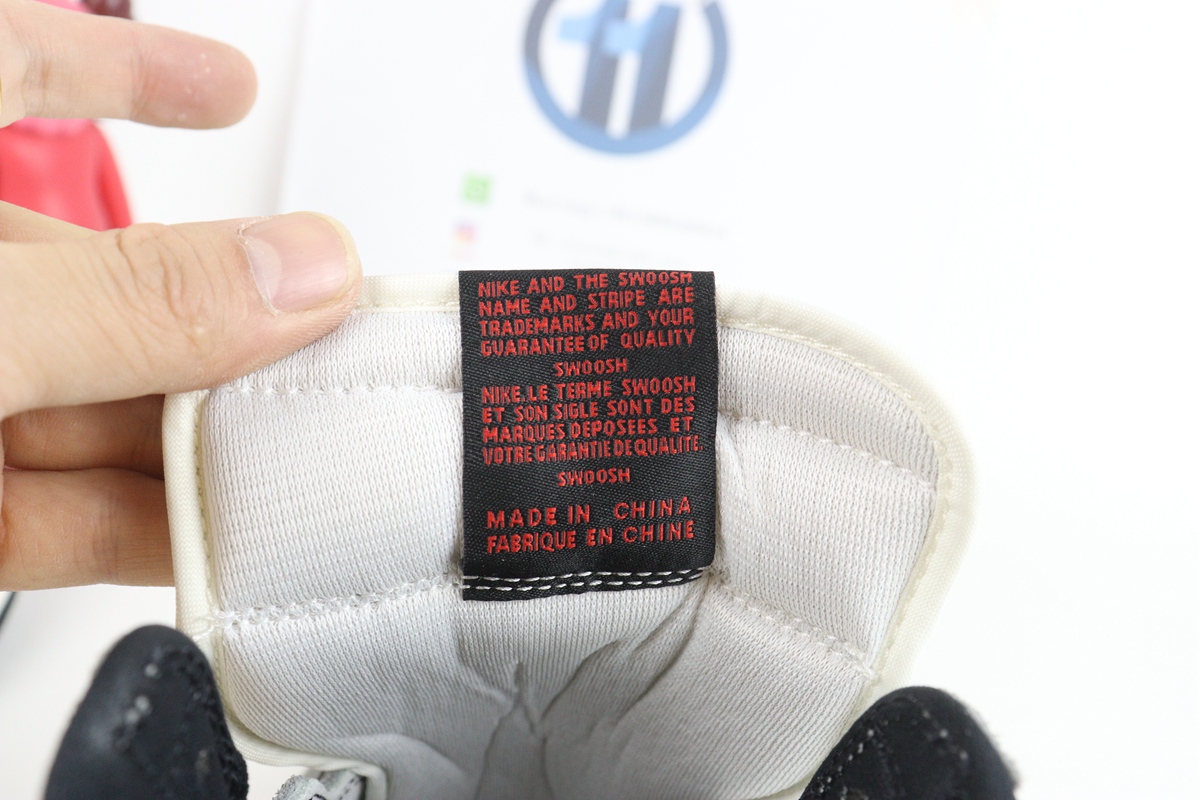 NIKE AND THE SWOOSH
NAME AND STRIPE ARE
TRADEMARKS AND YOUR
GUARANTEE OF QUALITY
SWOOSH
NIKE.LE TERME SWOOSH
ET SON SIGLE SONT DES
MARQUES DEPOSEES ET
VOTRE GARANTIE DE QUALITE.
SWOOSH
MADE IN CHINA
FABRIQUE EN CHINE